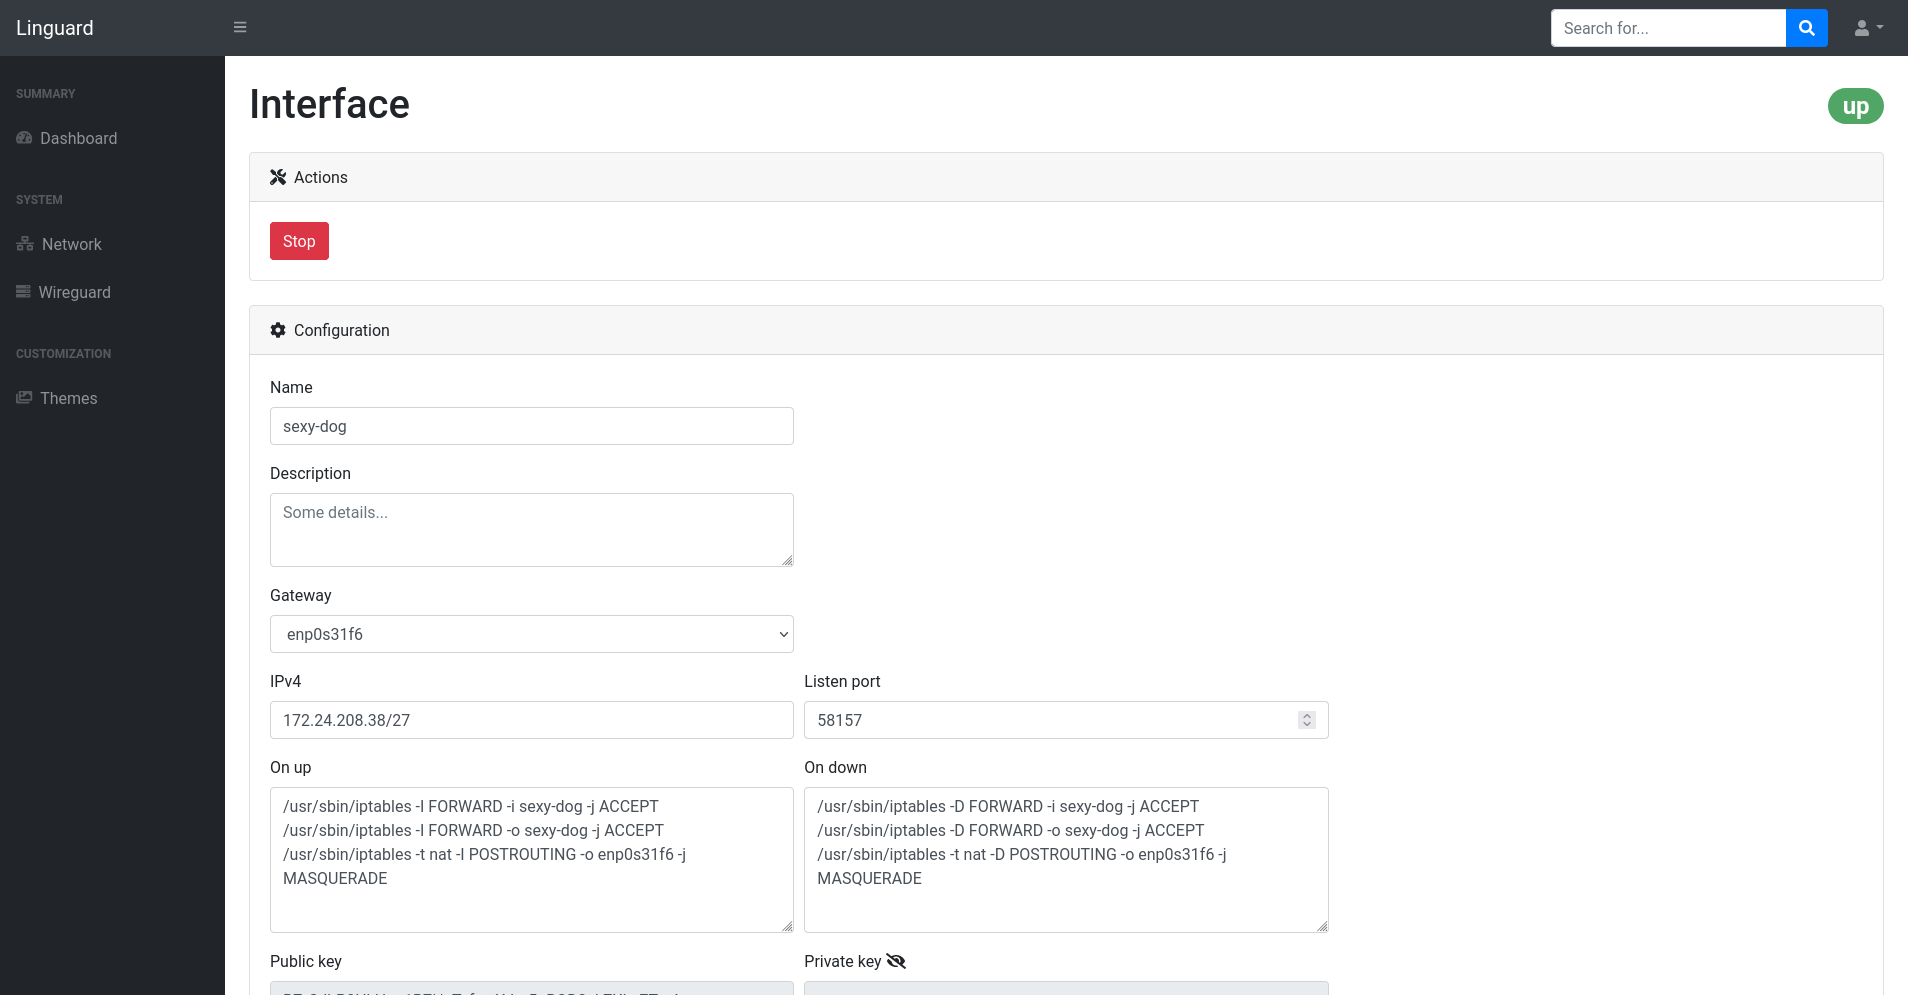 Linguard
Search for...
SUMMARY
Dashboard
SYSTEM
Network
Wireguard
CUSTOMIZATION
Themes
Interface
up
Actions
Stop
Configuration
Name
sexy-dog
Description
Some details...
Gateway
enp0s31f6
IPv4
Listen port
172.24.208.38/27
58157
On up
On down
/usr/sbin/iptables -I FORWARD -i sexy-dog -j ACCEPT
/usr/sbin/iptables -I FORWARD -o sexy-dog -j ACCEPT
/usr/sbin/iptables -t nat -I POSTROUTING -o enp0s31f6 -j
MASQUERADE
/usr/sbin/iptables -D FORWARD -i sexy-dog -j ACCEPT
/usr/sbin/iptables -D FORWARD -o sexy-dog -j ACCEPT
/usr/sbin/iptables -t nat -D POSTROUTING -o enp0s31f6 -j
MASQUERADE
Public key
Private key